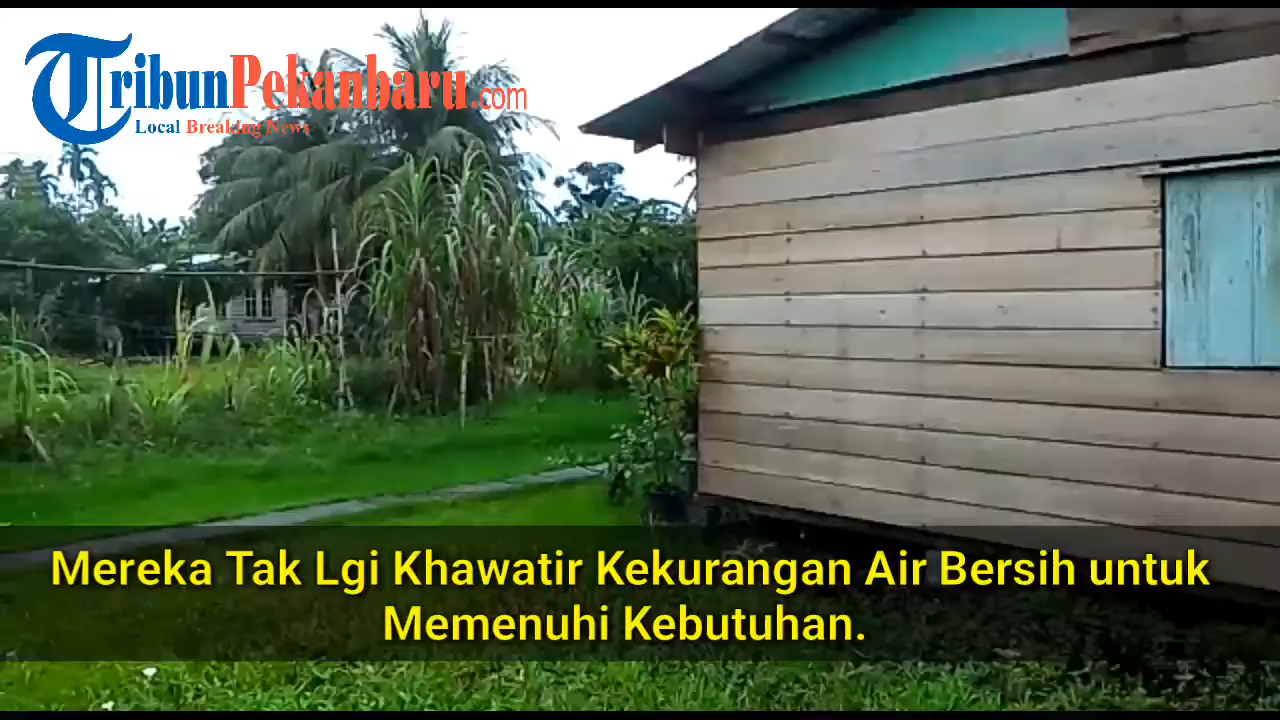 TribunPekanbaru.com
Local Breaking News
Mereka Tak Lgi Khawatir Kekurangan Air Bersih untuk
Memenuhi Kebutuhan.